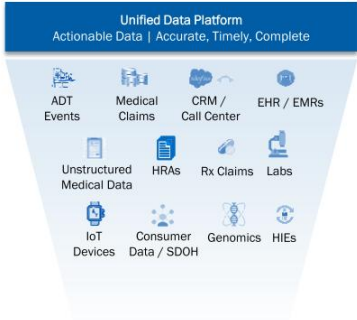 Unified Data Platform
Actionable Data | Accurate, Timely, Complete
ADT
Events
Medical
Claims
CRM /
Call Center
EHR / EMRs
Unstructured
Medical Data
HRAs
Rx Claims
Labs
IoT
Devices
Consumer
Data / SDOH
Genomics
HIEs